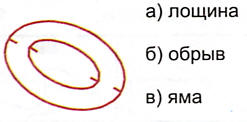 а) лощина
б) обрыв
в) яма